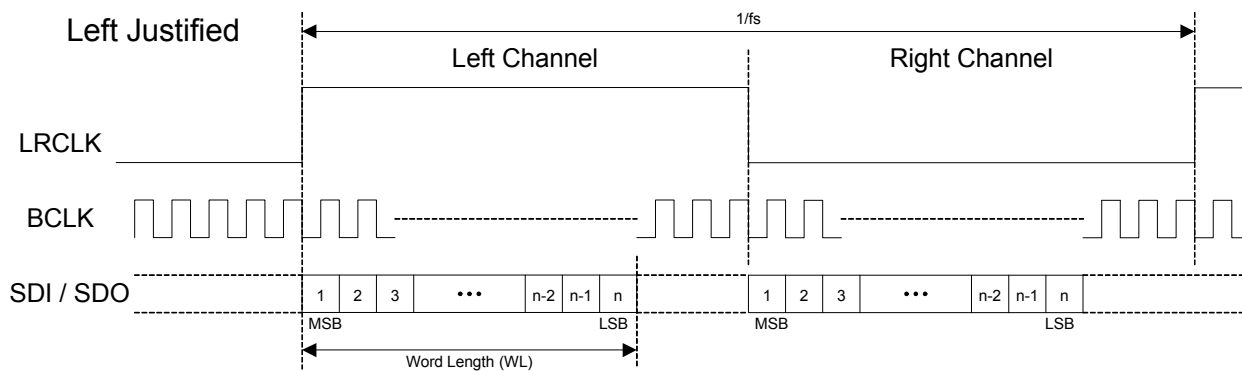 Left Justified
1/fs
Left Channel
Right Channel
LRCLK
BCLK
SDI / SDO
1 2 3 ••• n-2 n-1 n 1 2 3 ••• n-2 n-1 n
MSB LSB MSB LSB
Word Length (WL)